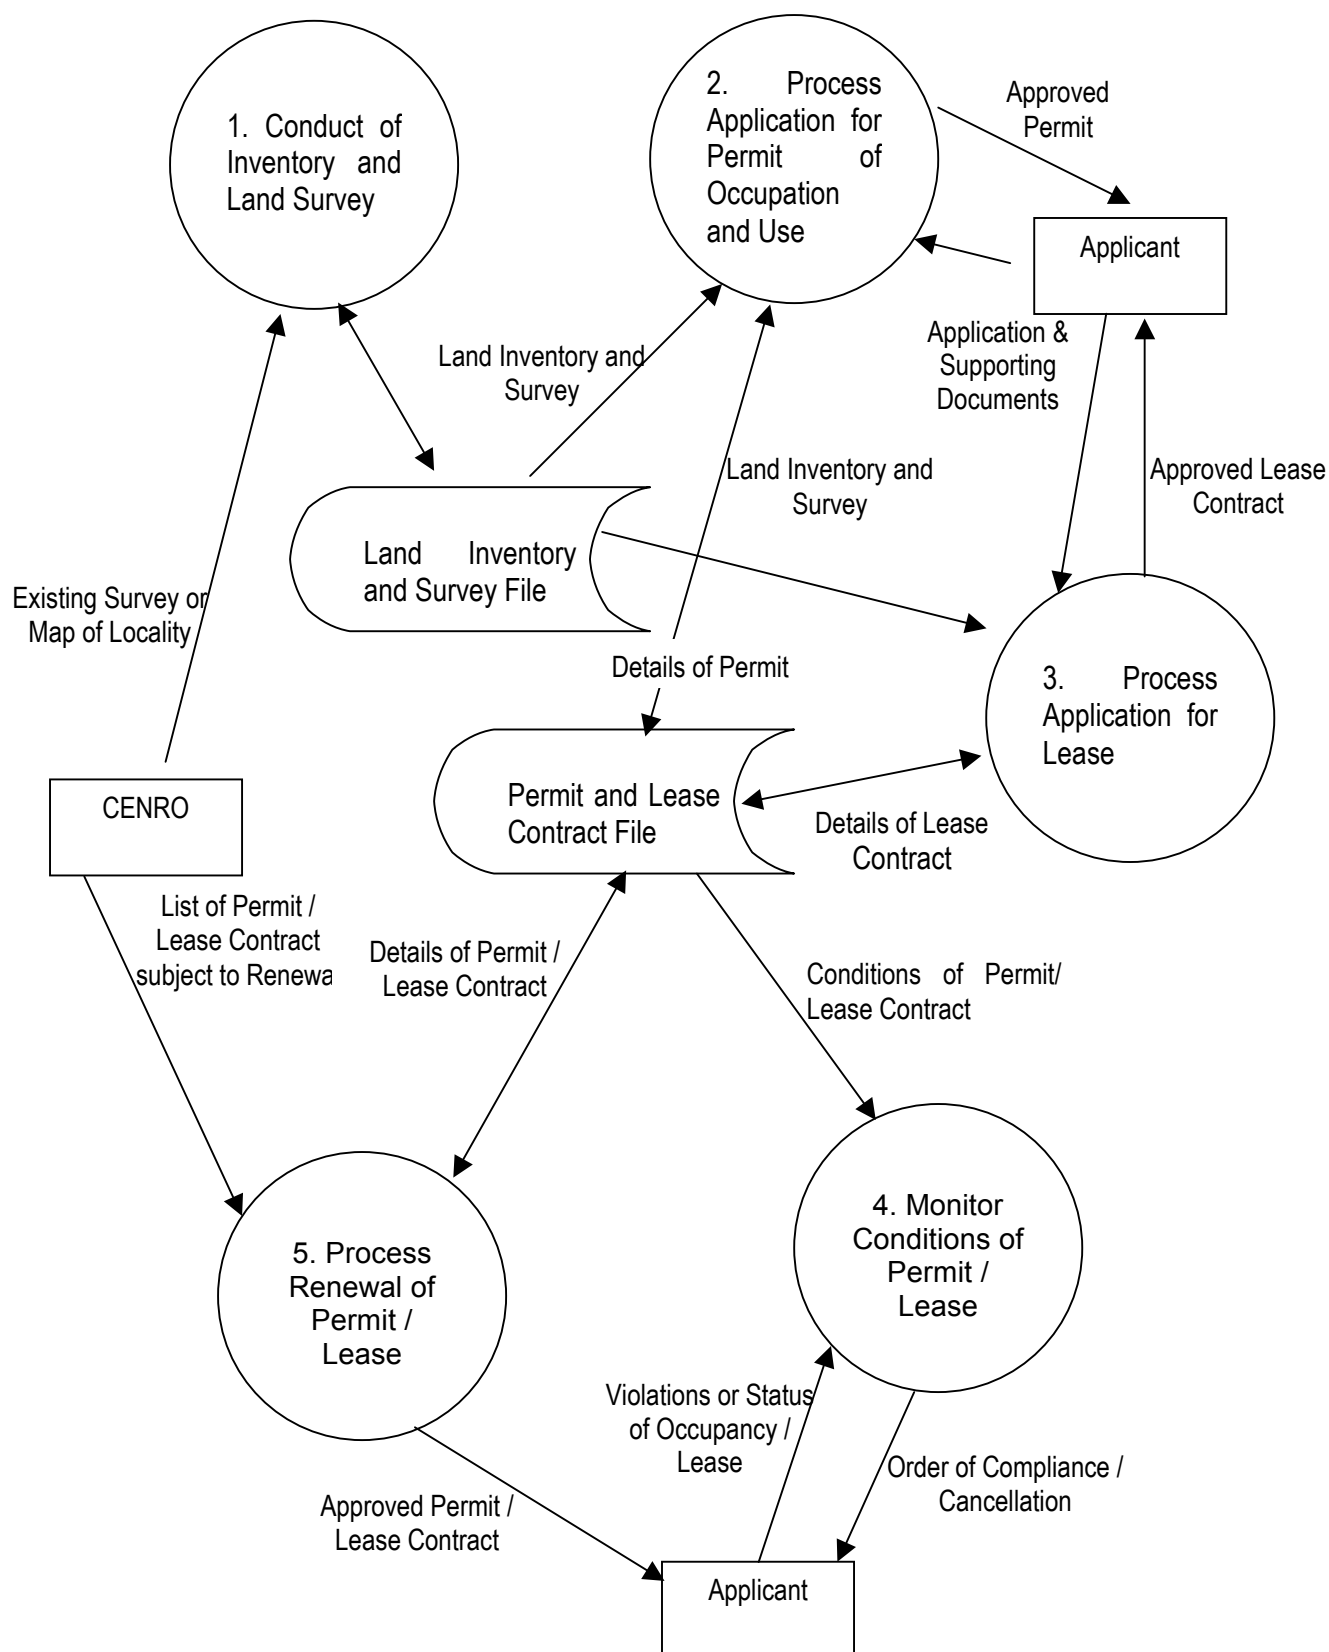 1. Conduct of
Inventory and
Land Survey
2. Process
Application for
Permit of
Occupation
and Use
Approved
Permit
Applicant
Application &
Supporting
Documents
Land Inventory and
Survey
Land Inventory and
Survey
Approved Lease
Contract
Land Inventory
and Survey File
Existing Survey or
Map of Locality
Details of Permit
3. Process
Application for
Lease
CENRO
Permit and Lease
Contract File
Details of Lease
Contract
List of Permit /
Lease Contract
subject to Renewa
Details of Permit /
Lease Contract
Conditions of Permit/
Lease Contract
4. Monitor
Conditions of
Permit /
Lease
5. Process
Renewal of
Permit /
Lease
Violations or Status
of Occupancy /
Lease
Order of Compliance /
Cancellation
Approved Permit /
Lease Contract
Applicant